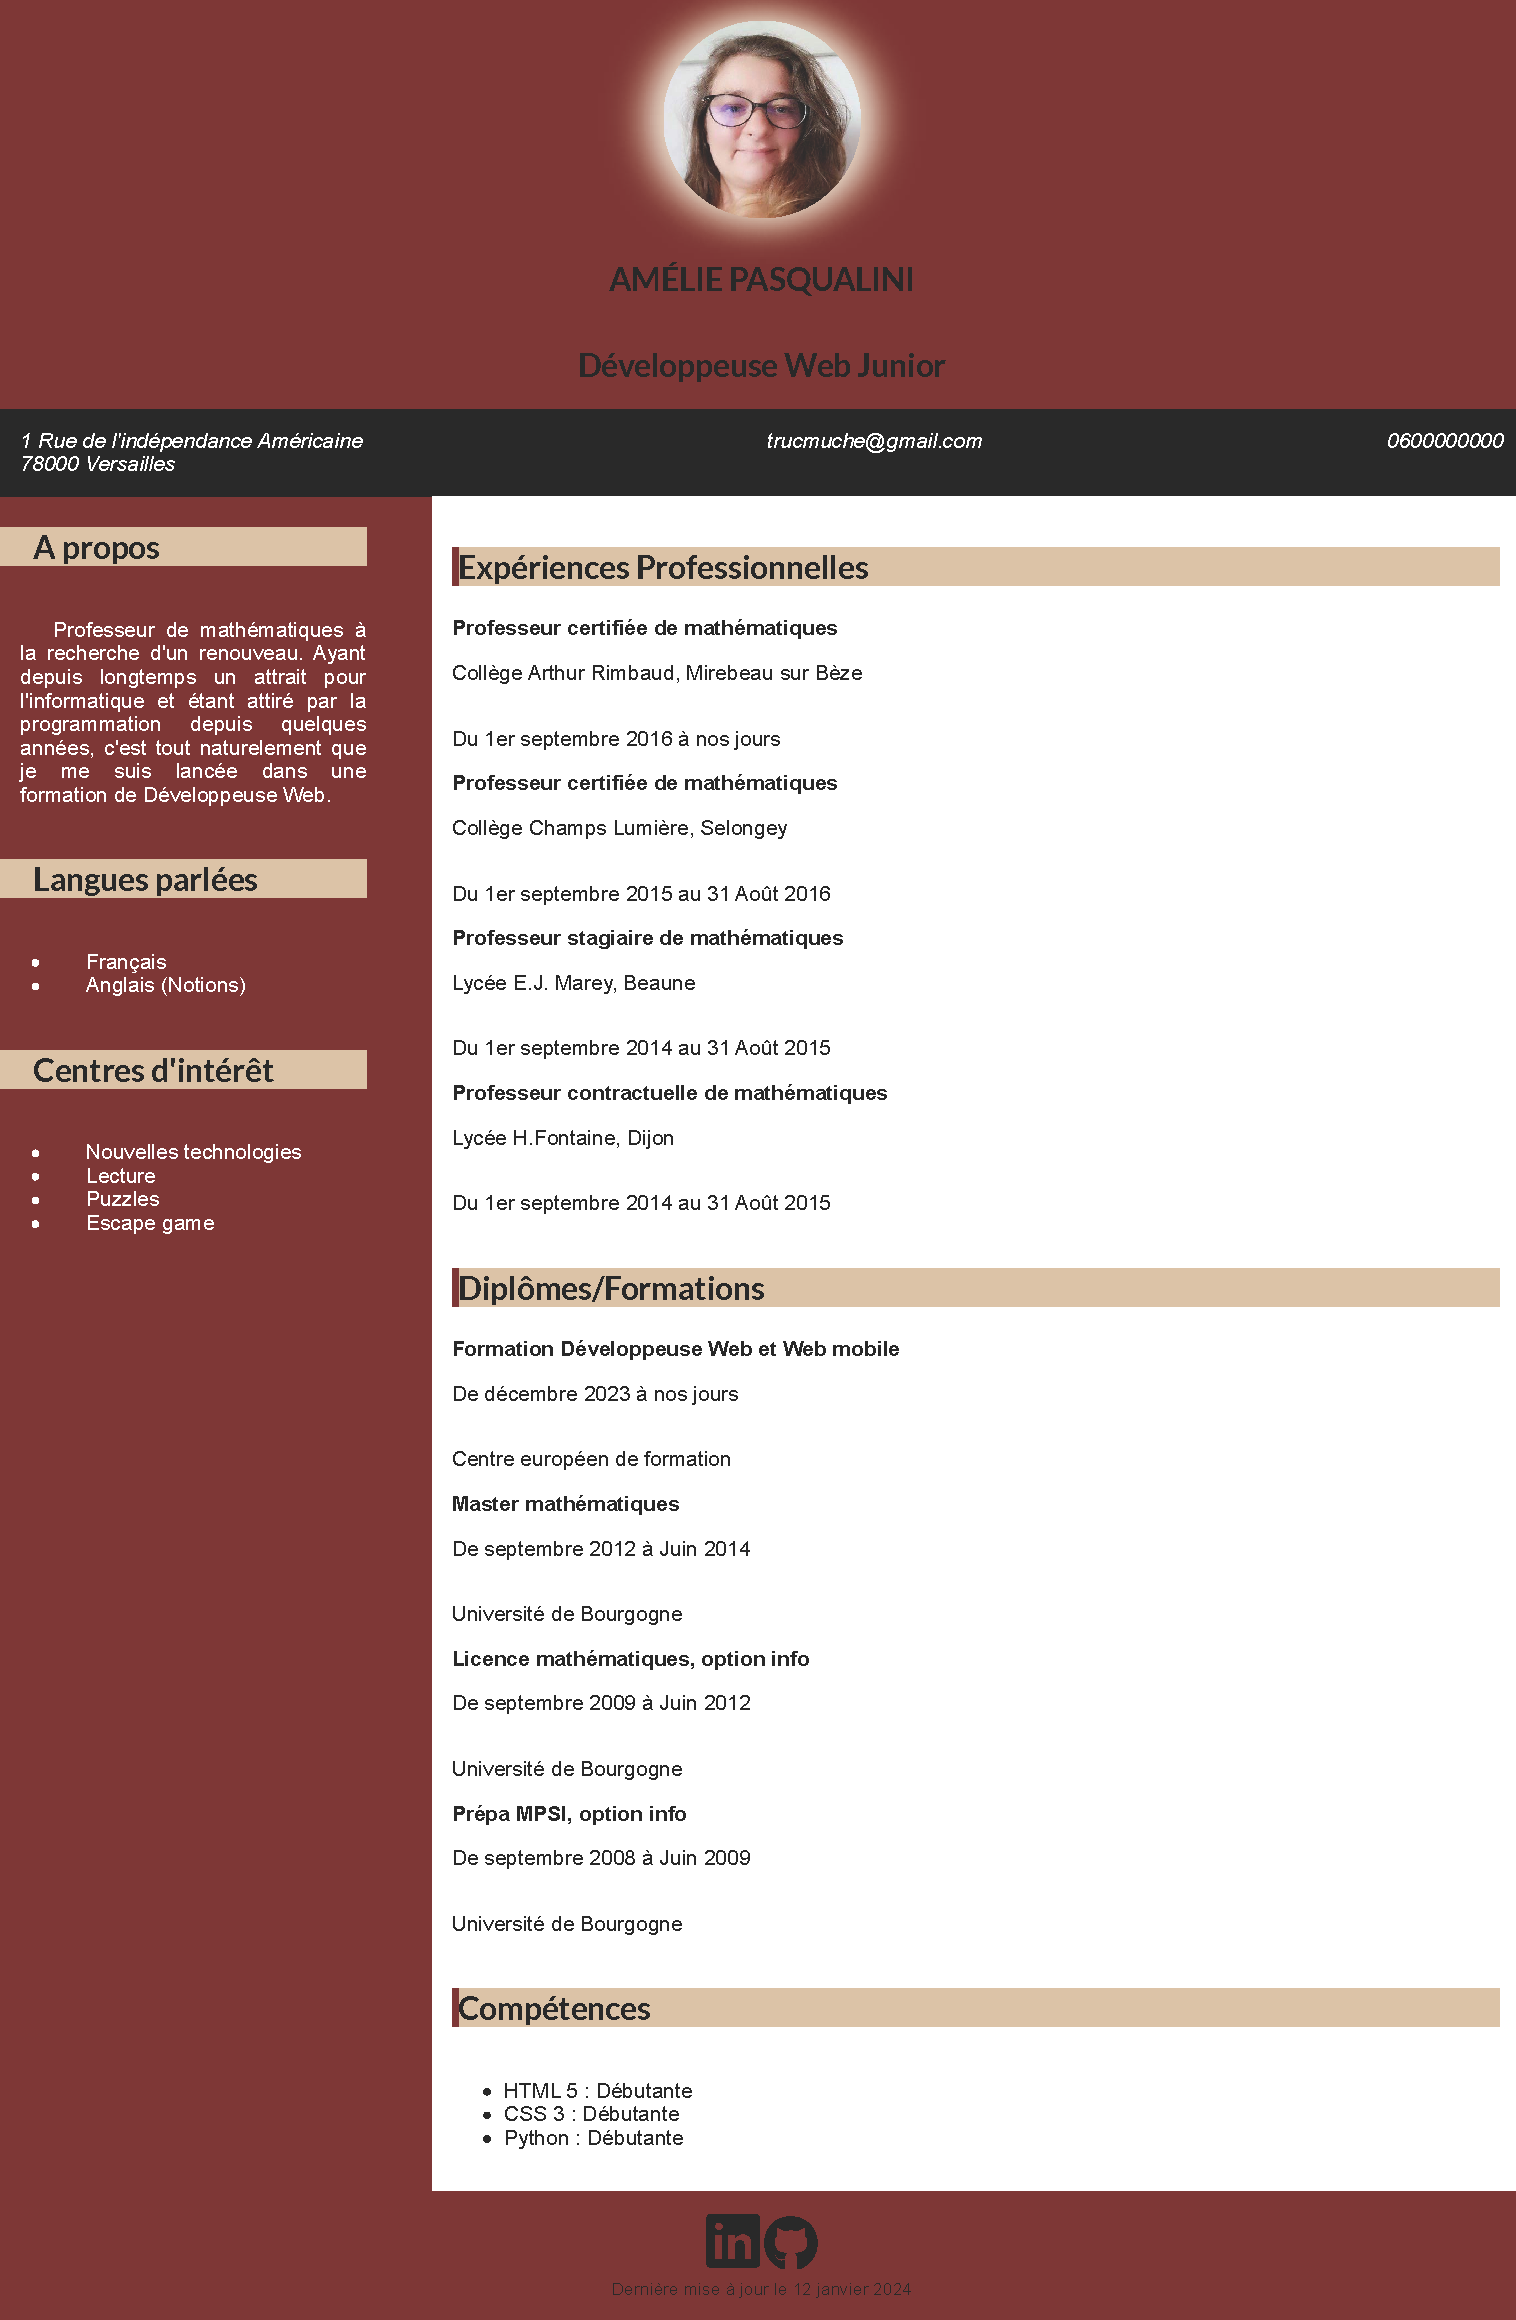 AMÉLIE PASQUALINI
Développeuse Web Junior
1 Rue de l'indépendance Américaine
78000 Versailles
trucmuche@gmail.com
0600000000
A propos
Professeur de mathématiques à
la recherche d'un renouveau. Ayant
depuis longtemps un attrait pour
l'informatique et étant attiré par la
programmation depuis quelques
années, c'est tout naturelement que
je me suis lancée dans une
formation de Développeuse Web.
Langues parlées
Français
Anglais (Notions)
Centres d'intérêt
Nouvelles technologies
Lecture
Puzzles
Escape game
Expériences Professionnelles
Professeur certifiée de mathématiques
Collège Arthur Rimbaud, Mirebeau sur Bèze
Du 1er septembre 2016 à nos jours
Professeur certifiée de mathématiques
Collège Champs Lumière, Selongey
Du 1er septembre 2015 au 31 Août 2016
Professeur stagiaire de mathématiques
Lycée E.J. Marey, Beaune
Du 1er septembre 2014 au 31 Août 2015
Professeur contractuelle de mathématiques
Lycée H.Fontaine, Dijon
Du 1er septembre 2014 au 31 Août 2015
Diplômes/Formations
Formation Développeuse Web et Web mobile
De décembre 2023 à nos jours
Centre européen de formation
Master mathématiques
De septembre 2012 à Juin 2014
Université de Bourgogne
Licence mathématiques, option info
De septembre 2009 à Juin 2012
Université de Bourgogne
Prépa MPSI, option info
De septembre 2008 à Juin 2009
Université de Bourgogne
Compétences
HTML 5 : Débutante
CSS 3 : Débutante
Python : Débutante
in
Dernière mise à jour le 12 janvier 2024